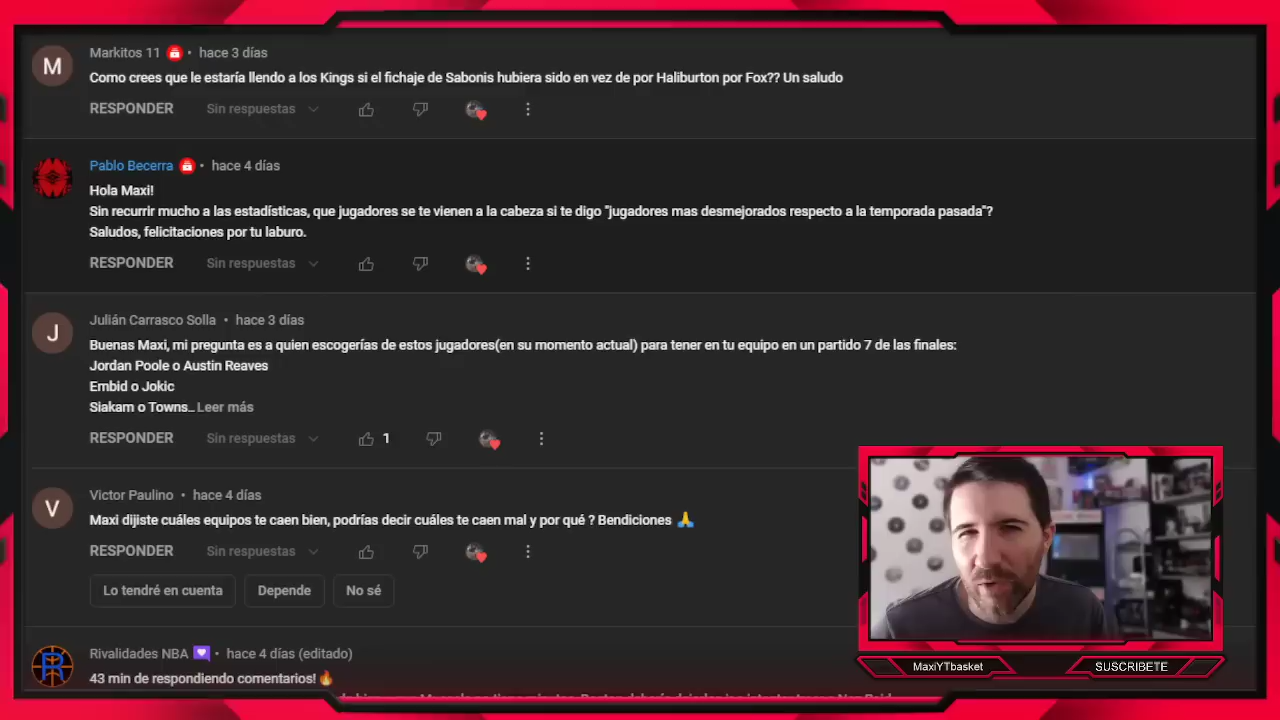 M
Markitos 11 • hace 3 días
Como crees que le estaría llendo a los Kings si el fichaje de Sabonis hubiera sido en vez de por Haliburton por Fox?? Un saludo
RESPONDER Sin respuestas
Pablo Becerra • hace 4 días
Hola Maxi!
Sin recurrir mucho a las estadísticas, que jugadores se te vienen a la cabeza si te digo "jugadores mas desmejorados respecto a la temporada pasada"?
Saludos, felicitaciones por tu laburo.
RESPONDER Sin respuestas
J
Julián Carrasco Solla • hace 3 días
Buenas Maxi, mi pregunta es a quien escogerías de estos jugadores(en su momento actual) para tener en tu equipo en un partido 7 de las finales:
Jordan Poole o Austin Reaves
Embid o Jokic
Siakam o Towns... Leer más
RESPONDER Sin respuestas 1
V
Victor Paulino • hace 4 días
Maxi dijiste cuáles equipos te caen bien, podrías decir cuáles te caen mal y por qué ? Bendiciones 🙏
RESPONDER Sin respuestas
Lo tendré en cuenta Depende No sé
R
Rivalidades NBA • hace 4 días (editado)
43 min de respondiendo comentarios!🔥
MaxiYTbasket SUSCRIBETE